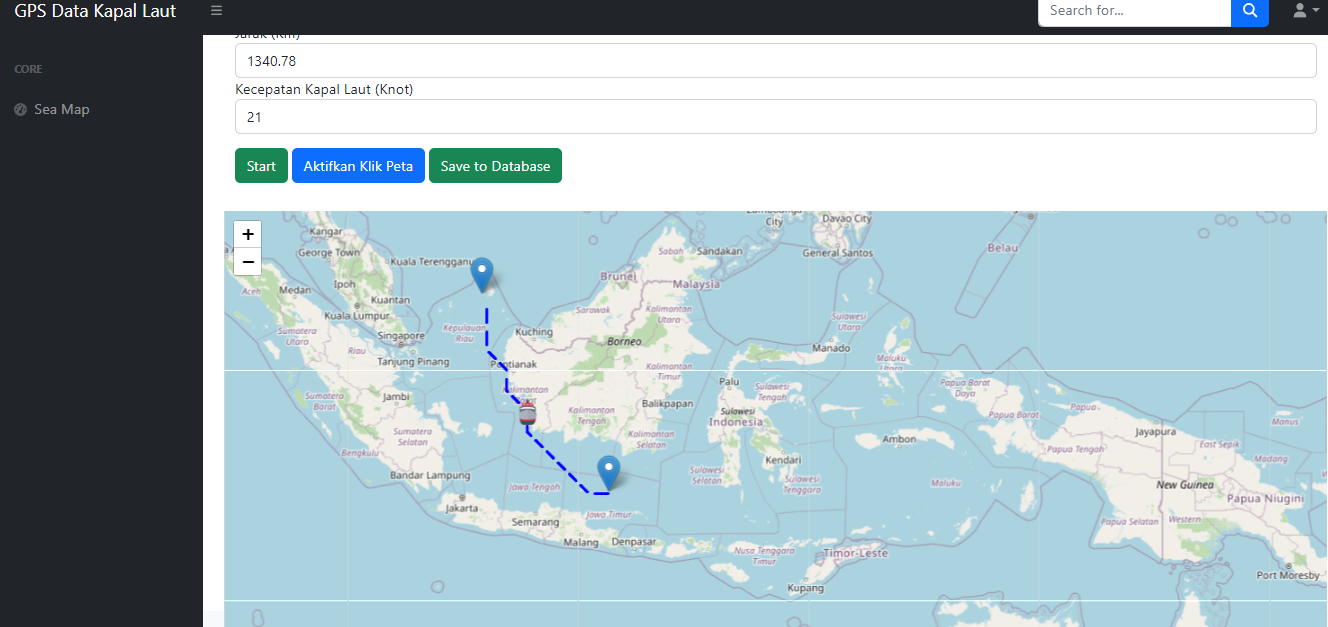 GPS Data Kapal Laut
Search for...
CORE
Sea Map
Jarak (Km)
1340.78
Kecepatan Kapal Laut (Knot)
21
Start
Aktifkan Klik Peta
Save to Database
+
−
Kangar
George Town
Kuala Terengganu
Ipoh
Aceh
Medan
Kuantan
Kuala Lumpur
Sumatera
Utara
Riau
Singapore
Kepulauan
Riau
Tanjung Pinang
Sumatera
Barat
Jambi
Sumatera
Selatan
Bengkulu
Bandar Lampung
Jakarta
Jawa Tengah
Semarang
Jawa Timur
Malang
Denpasar
Kuching
Pontianak
Kalimantan
Sarawak
Brunei
Sabah
Sandakan
Malaysia
Kalimantan
Utara
Borneo
Kalimantan
Timur
Balikpapan
Kalimantan
Tengah
Kalimantan
Selatan
City
Davao City
General Santos
Belau
Sulawesi
Utara
Manado
Maluku
Utara
Palu
Sulawesi
Tengah
Sulawesi
Indonesia
Kendari
Sulawesi
Selatan
Sulawesi
Tenggara
Ambon
Maluku
Papua Barat
Daya
Papua Barat
Papua
Papua Tengah
Jayapura
East Sepik
Manus
Madang
New Guinea
Papua Niugini
Papua Selatan
Western
Port Moresby
Nusa Tenggara
Timur
Timor-Leste
Kupang